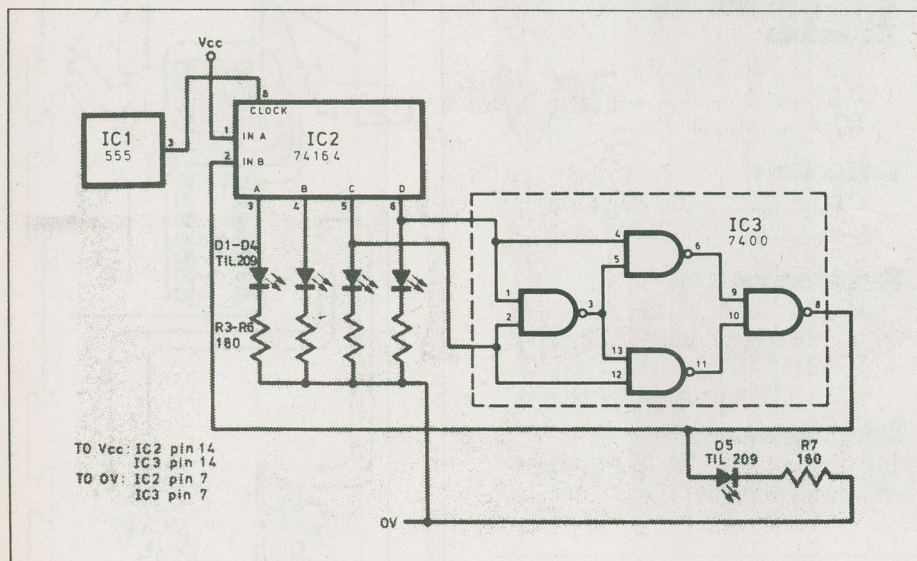 Vcc
8
CLOCK
IC1
555
3
1
IN A
IC2
74164
2
IN B
A
B
C
D
3
4
5
6
IC3
7400
D1-D4
TIL209
4
5
6
1
2
3
9
10
8
R3-R6
180
13
12
11
TO Vcc: IC2 pin 14
IC3 pin 14
TO 0V: IC2 pin 7
IC3 pin 7
D5
TIL 209
R7
180
0V